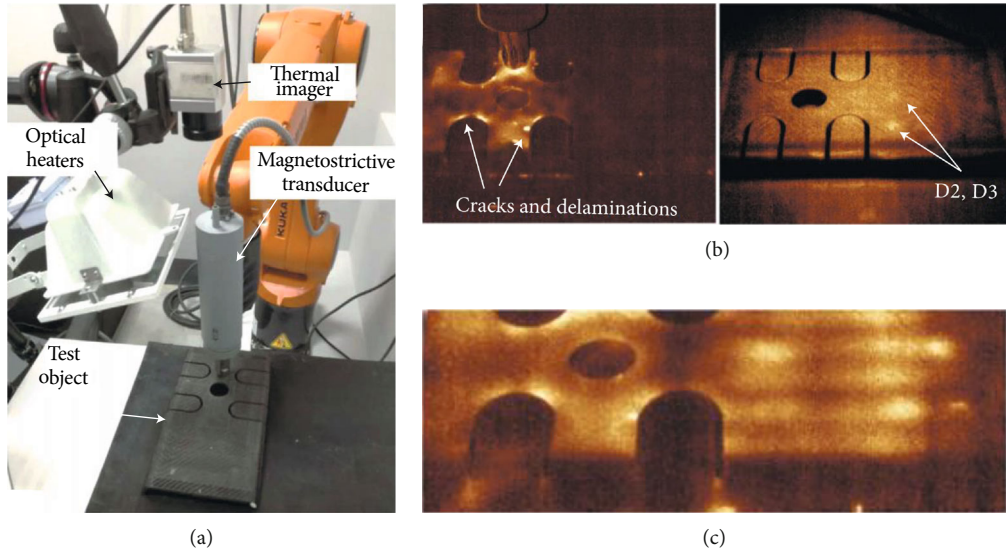 Thermal
imager
Optical
heaters
Magnetostrictive
transducer
KUKA
Test
object
(a)
Cracks and delaminations
D2, D3
(b)
(c)